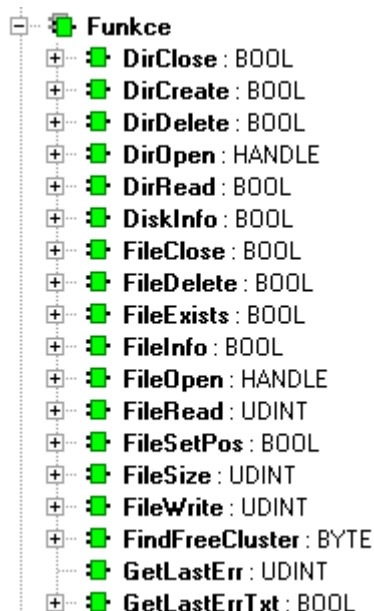 Funkce
DirClose : BOOL
DirCreate : BOOL
DirDelete : BOOL
DirOpen : HANDLE
DirRead : BOOL
DiskInfo : BOOL
FileClose : BOOL
FileDelete : BOOL
FileExists : BOOL
FileInfo : BOOL
FileOpen : HANDLE
FileRead : UDINT
FileSetPos : BOOL
FileSize : UDINT
FileWrite : UDINT
FindFreeCluster : BYTE
GetLastErr : UDINT
GetLastErrTxt : BOOL